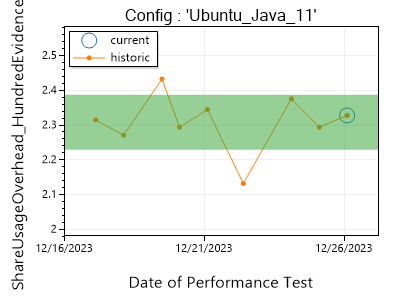 Config : 'Ubuntu_Java_11'
current
historic
2.5
2.4
2.3
2.2
2.1
2
12/16/2023 12/21/2023 12/26/2023
Date of Performance Test
ShareUsageOverhead_HundredEvidence